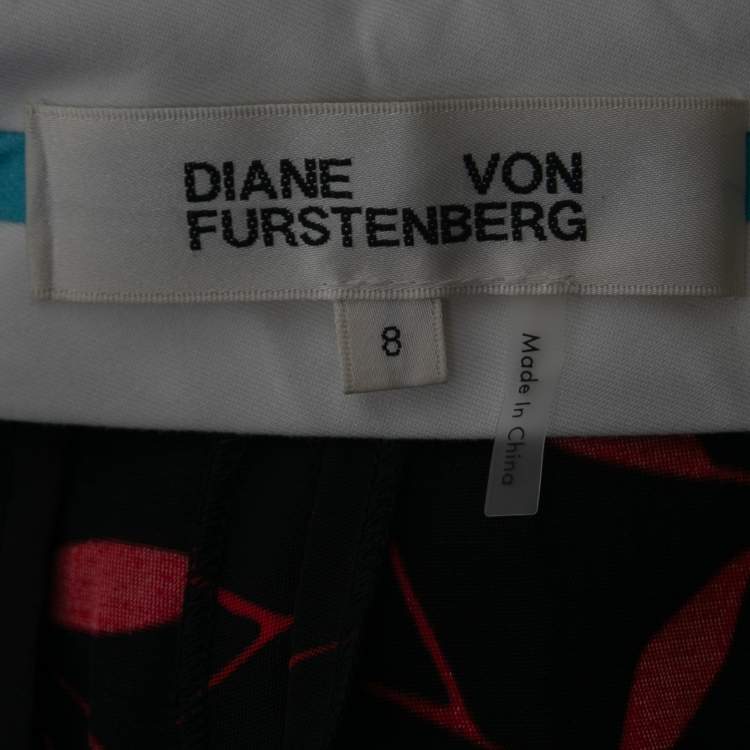 DIANE VON
FURSTENBERG
8
Made In China